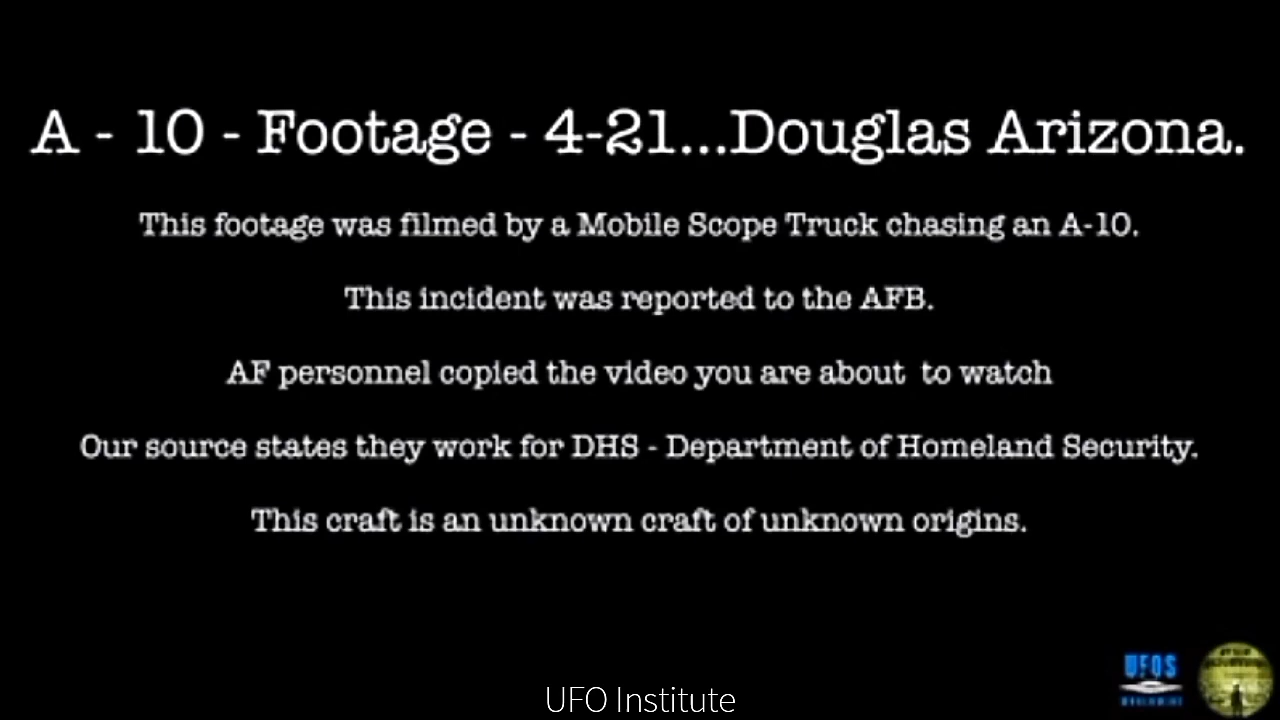 A - 10 - Footage - 4-21...Douglas Arizona.
This footage was filmed by a Mobile Scope Truck chasing an A-10.
This incident was reported to the AFB.
AF personnel copied the video you are about  to watch
Our source states they work for DHS - Department of Homeland Security.
This craft is an unknown craft of unknown origins.
UFOS
UFO Institute